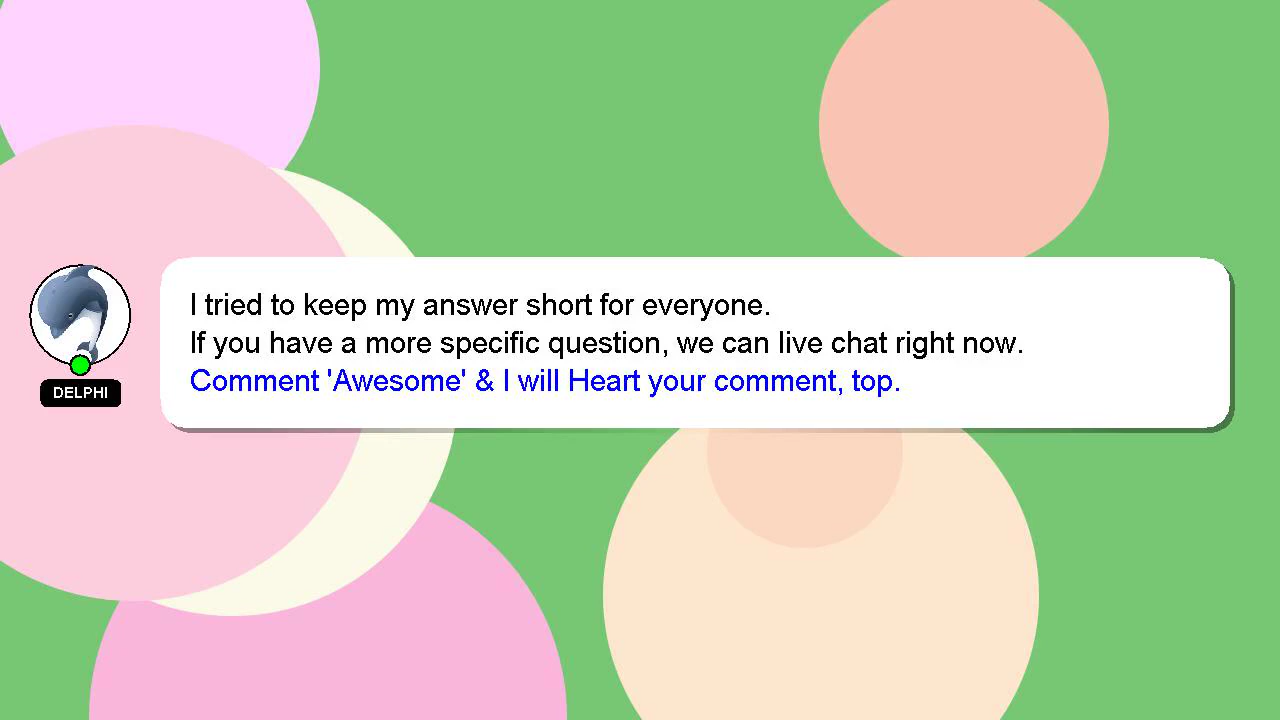 I tried to keep my answer short for everyone.
If you have a more specific question, we can live chat right now.
Comment 'Awesome' & I will Heart your comment, top.
DELPHI